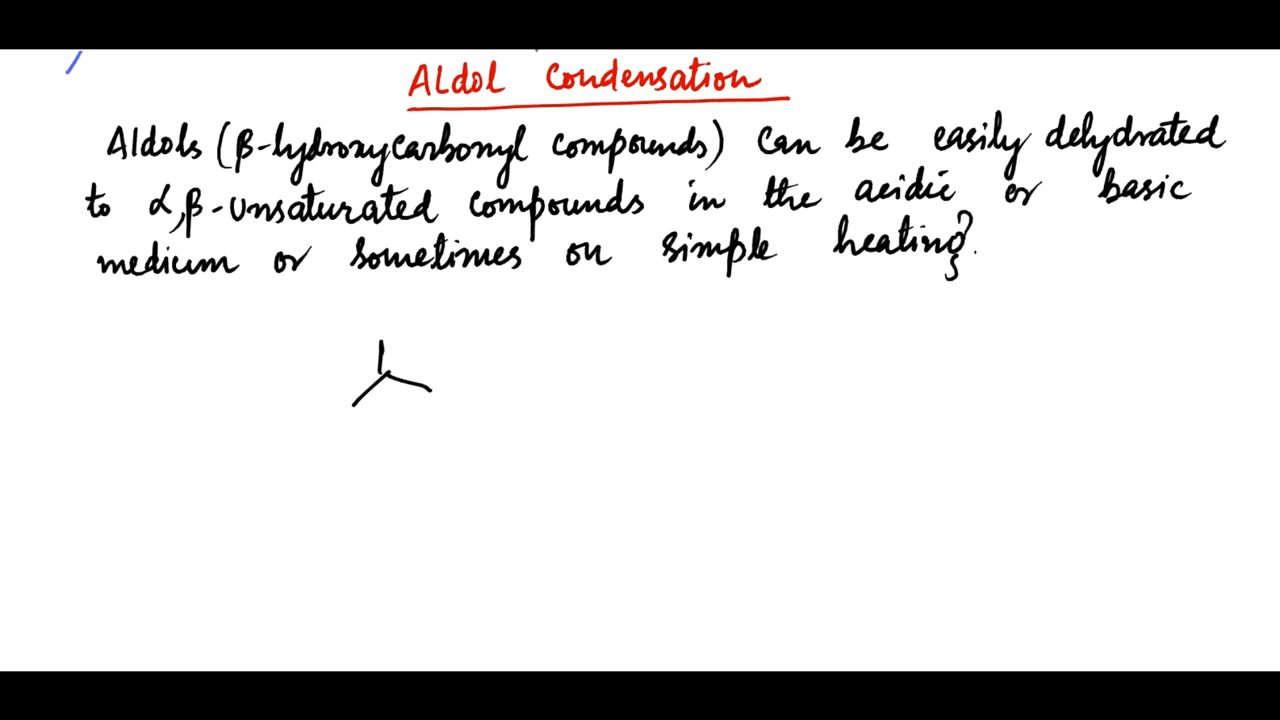 Aldol Condensation
Aldols (β-hydroxycarbonyl compounds) can be easily dehydrated
to α,β-unsaturated compounds in the acidic or basic
medium or sometimes on simple heating.